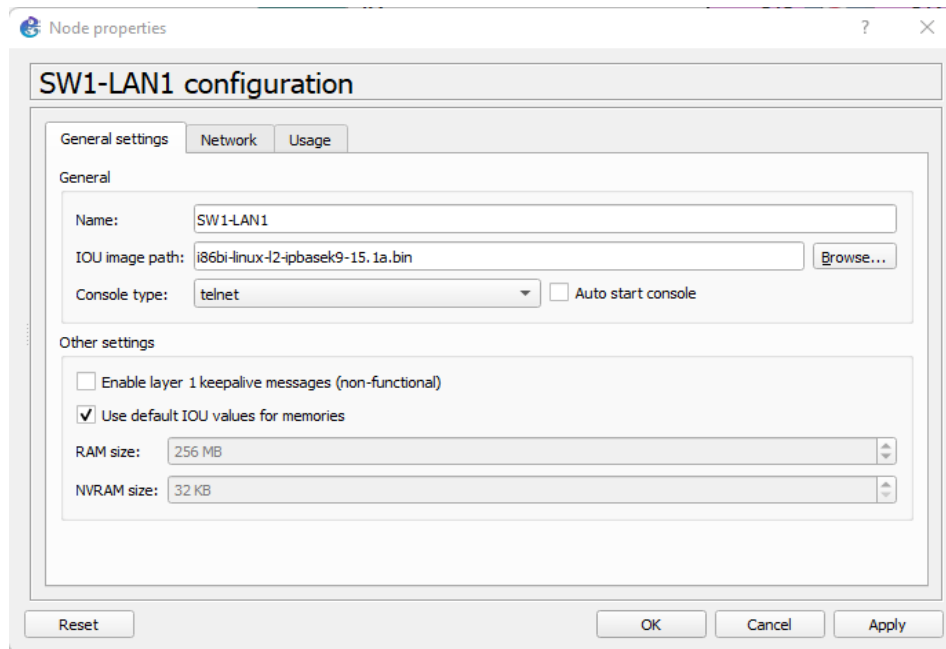 Node properties
?
SW1-LAN1 configuration
General settings Network Usage
General
Name: SW1-LAN1
IOU image path: i86bi-linux-l2-ipbasek9-15.1a.bin Browse...
Console type: telnet Auto start console
Other settings
Enable layer 1 keepalive messages (non-functional)
Use default IOU values for memories
RAM size: 256 MB
NVRAM size: 32 KB
Reset OK Cancel Apply